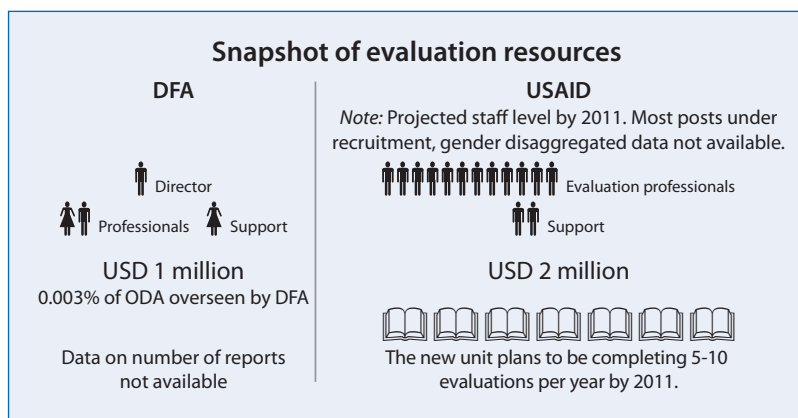 Snapshot of evaluation resources
DFA
Director
Professionals
Support
USD 1 million
0.003% of ODA overseen by DFA
Data on number of reports
not available
USAID
Note: Projected staff level by 2011. Most posts under
recruitment, gender disaggregated data not available.
Evaluation professionals
Support
USD 2 million
The new unit plans to be completing 5-10
evaluations per year by 2011.